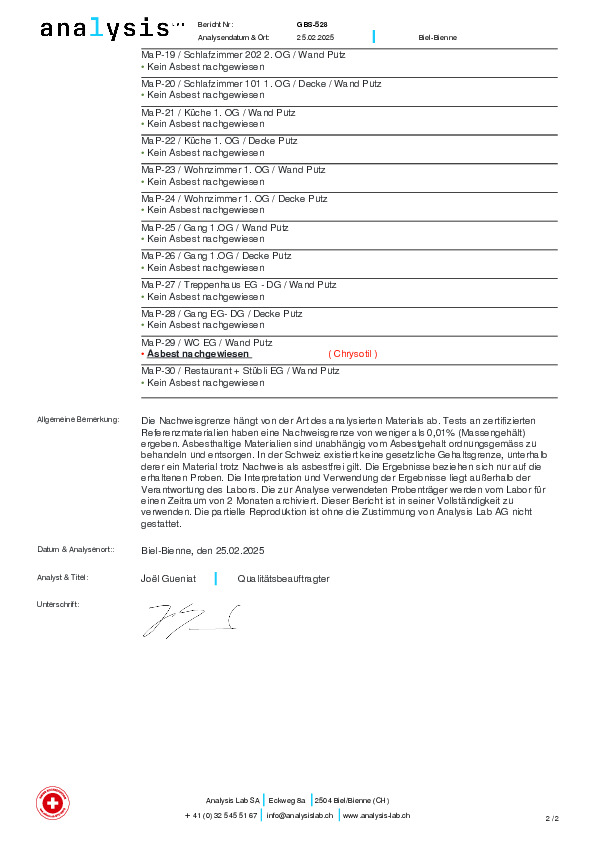 analysis
Bericht Nr: GBS-528
Analysendatum & Ort: 25.02.2025 Biel-Bienne
MaP-19 / Schlafzimmer 202 2. OG / Wand Putz
• Kein Asbest nachgewiesen
MaP-20 / Schlafzimmer 101 1. OG / Decke / Wand Putz
• Kein Asbest nachgewiesen
MaP-21 / Küche 1. OG / Wand Putz
• Kein Asbest nachgewiesen
MaP-22 / Küche 1. OG / Decke Putz
• Kein Asbest nachgewiesen
MaP-23 / Wohnzimmer 1. OG / Wand Putz
• Kein Asbest nachgewiesen
MaP-24 / Wohnzimmer 1. OG / Decke Putz
• Kein Asbest nachgewiesen
MaP-25 / Gang 1.OG / Wand Putz
• Kein Asbest nachgewiesen
MaP-26 / Gang 1.OG / Decke Putz
• Kein Asbest nachgewiesen
MaP-27 / Treppenhaus EG - DG / Wand Putz
• Kein Asbest nachgewiesen
MaP-28 / Gang EG- DG / Decke Putz
• Kein Asbest nachgewiesen
MaP-29 / WC EG / Wand Putz
• Asbest nachgewiesen ( Chrysotil )
MaP-30 / Restaurant + Stübli EG / Wand Putz
• Kein Asbest nachgewiesen
Allgemeine Bemerkung:
Die Nachweisgrenze hängt von der Art des analysierten Materials ab. Tests an zertifizierten
Referenzmaterialien haben eine Nachweisgrenze von weniger als 0,01% (Massengehält)
ergeben. Asbesthaltige Materialien sind unabhängig vom Asbestgehalt ordnungsgemäss zu
behandeln und entsorgen. In der Schweiz existiert keine gesetzliche Gehaltsgrenze, unterhalb
derer ein Material trotz Nachweis als asbestfrei gilt. Die Ergebnisse beziehen sich nur auf die
erhaltenen Proben. Die Interpretation und Verwendung der Ergebnisse liegt außerhalb der
Verantwortung des Labors. Die zur Analyse verwendeten Probenträger werden vom Labor für
einen Zeitraum von 2 Monaten archiviert. Dieser Bericht ist in seiner Vollständigkeit zu
verwenden. Die partielle Reproduktion ist ohne die Zustimmung von Analysis Lab AG nicht
gestattet.
Datum & Analysenort::
Biel-Bienne, den 25.02.2025
Analyst & Titel:
Joël Gueniat Qualitätsbeauftragter
Unterschrift:
Analysis Lab SA Eckweg 8a 2504 Biel/Bienne (CH)
+ 41 (0) 32 545 51 67 info@analysislab.ch www.analysis-lab.ch
2 / 2